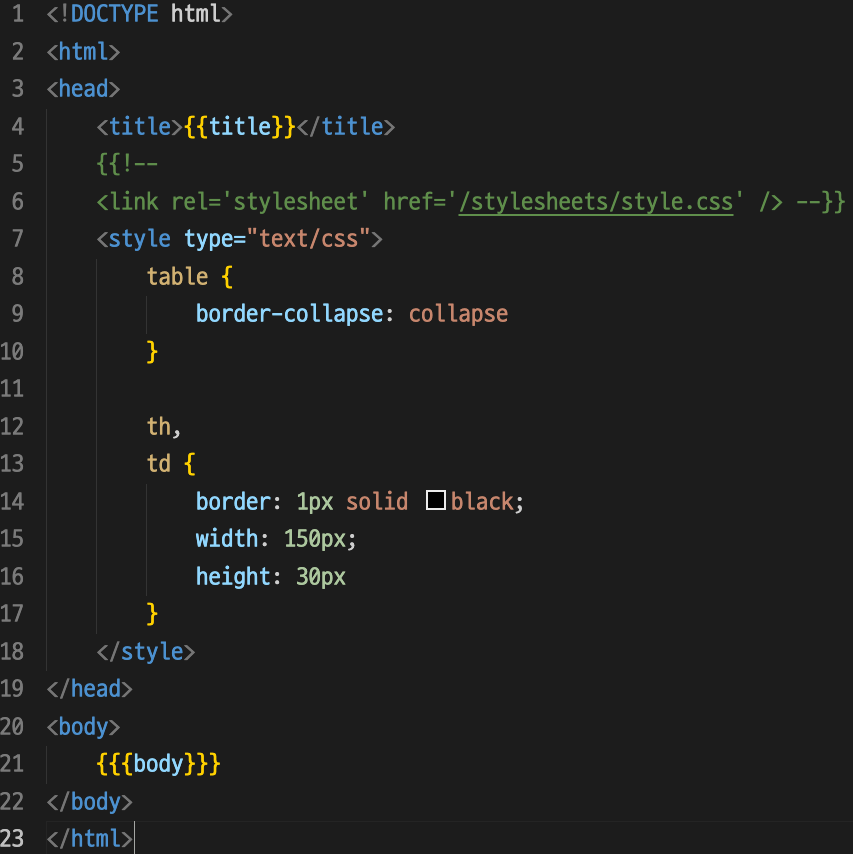 1 <!DOCTYPE html>
2 <html>
3 <head>
4     <title>{{title}}</title>
5     {{!--
6     <link rel='stylesheet' href='/stylesheets/style.css' /> --}}
7     <style type="text/css">
8         table {
9             border-collapse: collapse
10         }
11
12         th,
13         td {
14             border: 1px solid black;
15             width: 150px;
16             height: 30px
17         }
18     </style>
19 </head>
20 <body>
21     {{{body}}}
22 </body>
23 </html>